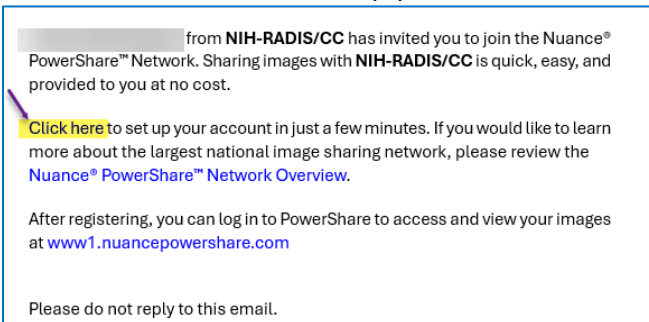 from NIH-RADIS/CC has invited you to join the Nuance®
PowerShare™ Network. Sharing images with NIH-RADIS/CC is quick, easy, and
provided to you at no cost.
Click here to set up your account in just a few minutes. If you would like to learn
more about the largest national image sharing network, please review the
Nuance® PowerShare™ Network Overview.
After registering, you can log in to PowerShare to access and view your images
at www1.nuancepowershare.com
Please do not reply to this email.